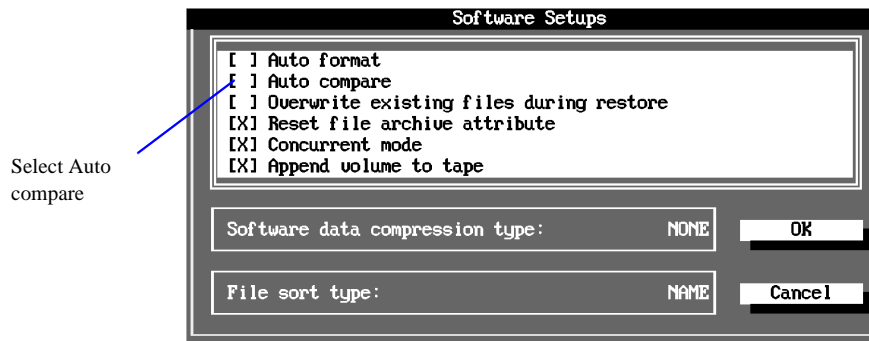 Software Setups
[ ] Auto format
[ ] Auto compare
[ ] Overwrite existing files during restore
[X] Reset file archive attribute
[X] Concurrent mode
[X] Append volume to tape
Select Auto
compare
Software data compression type: NONE
OK
File sort type: NAME
Cancel